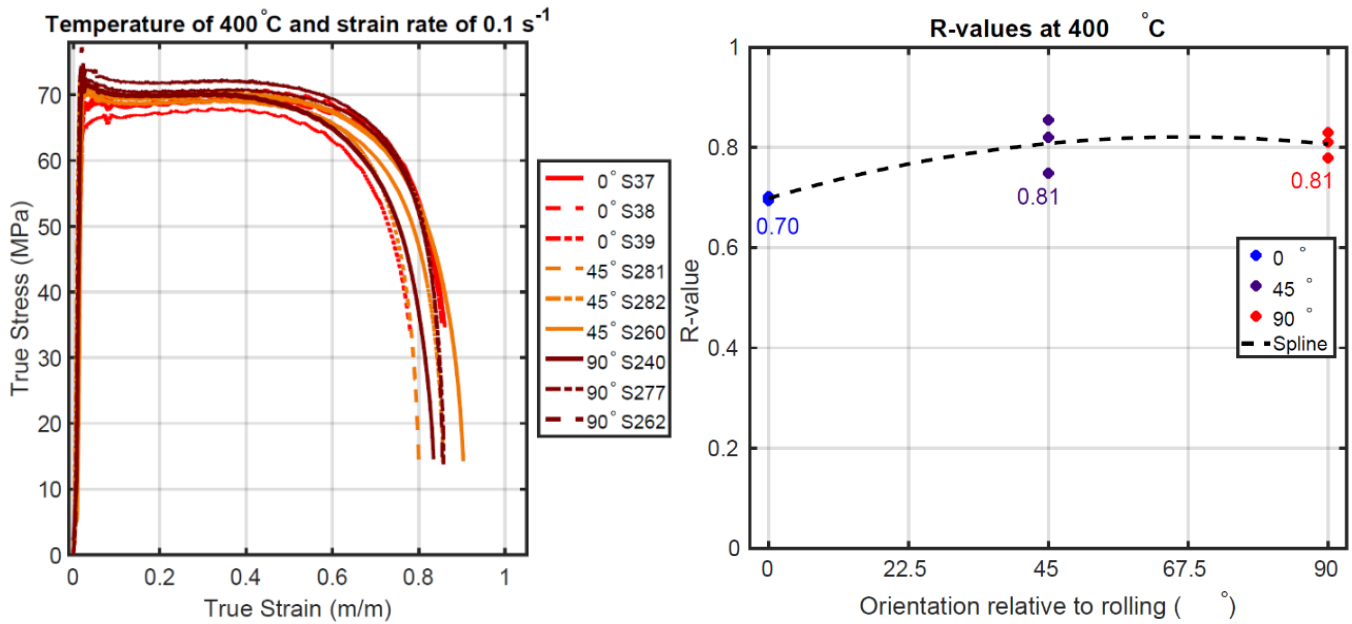 Temperature of 400°C and strain rate of 0.1 s-1
True Stress (MPa)
70
60
50
40
30
20
10
0
0 0.2 0.4 0.6 0.8 1
True Strain (m/m)
0° S37
0° S38
0° S39
45° S281
45° S282
45° S260
90° S240
90° S277
90° S262
R-values at 400 °C
R-value
1
0.8
0.6
0.4
0.2
0
0.70
0.81
0.81
0 °
45 °
90 °
Spline
0 22.5 45 67.5 90
Orientation relative to rolling ( °)